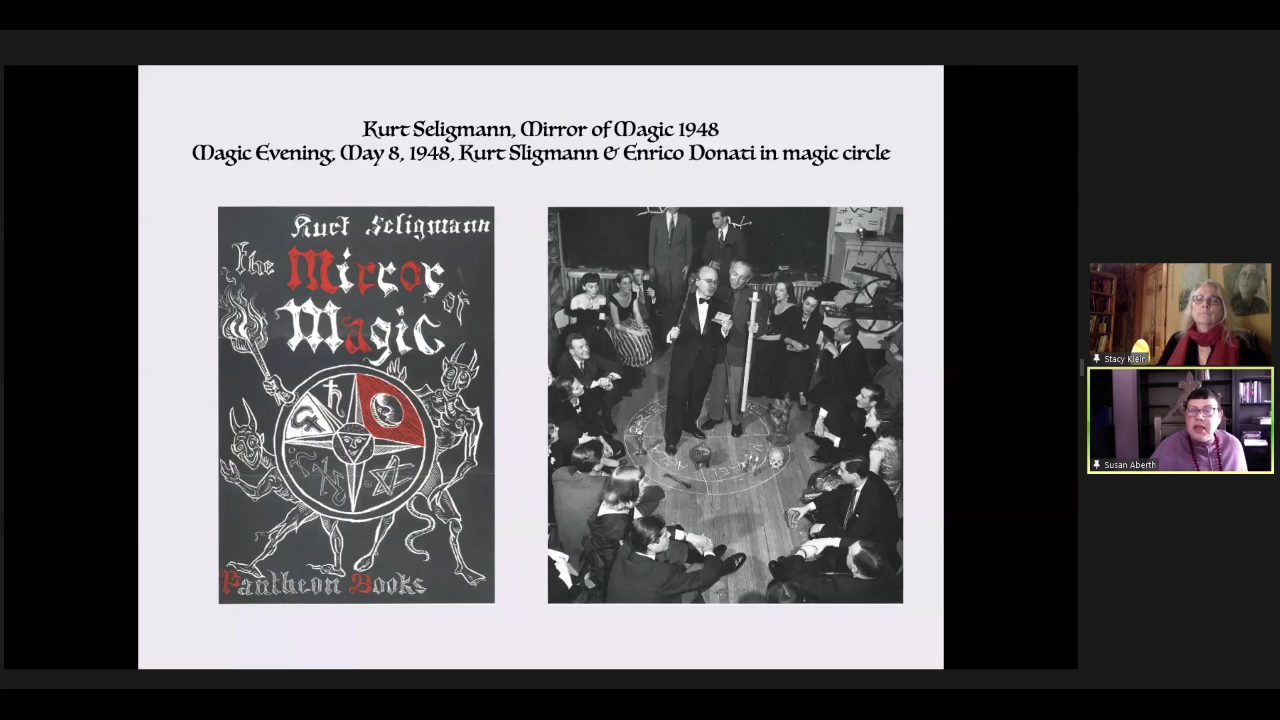 Kurt Seligmann, Mirror of Magic 1948
Magic Evening, May 8, 1948, Kurt Sligmann & Enrico Donati in magic circle
Kurt Seligmann
The
Mirror
of
Magic
Pantheon Books
Stacy Klein
Susan Aberth